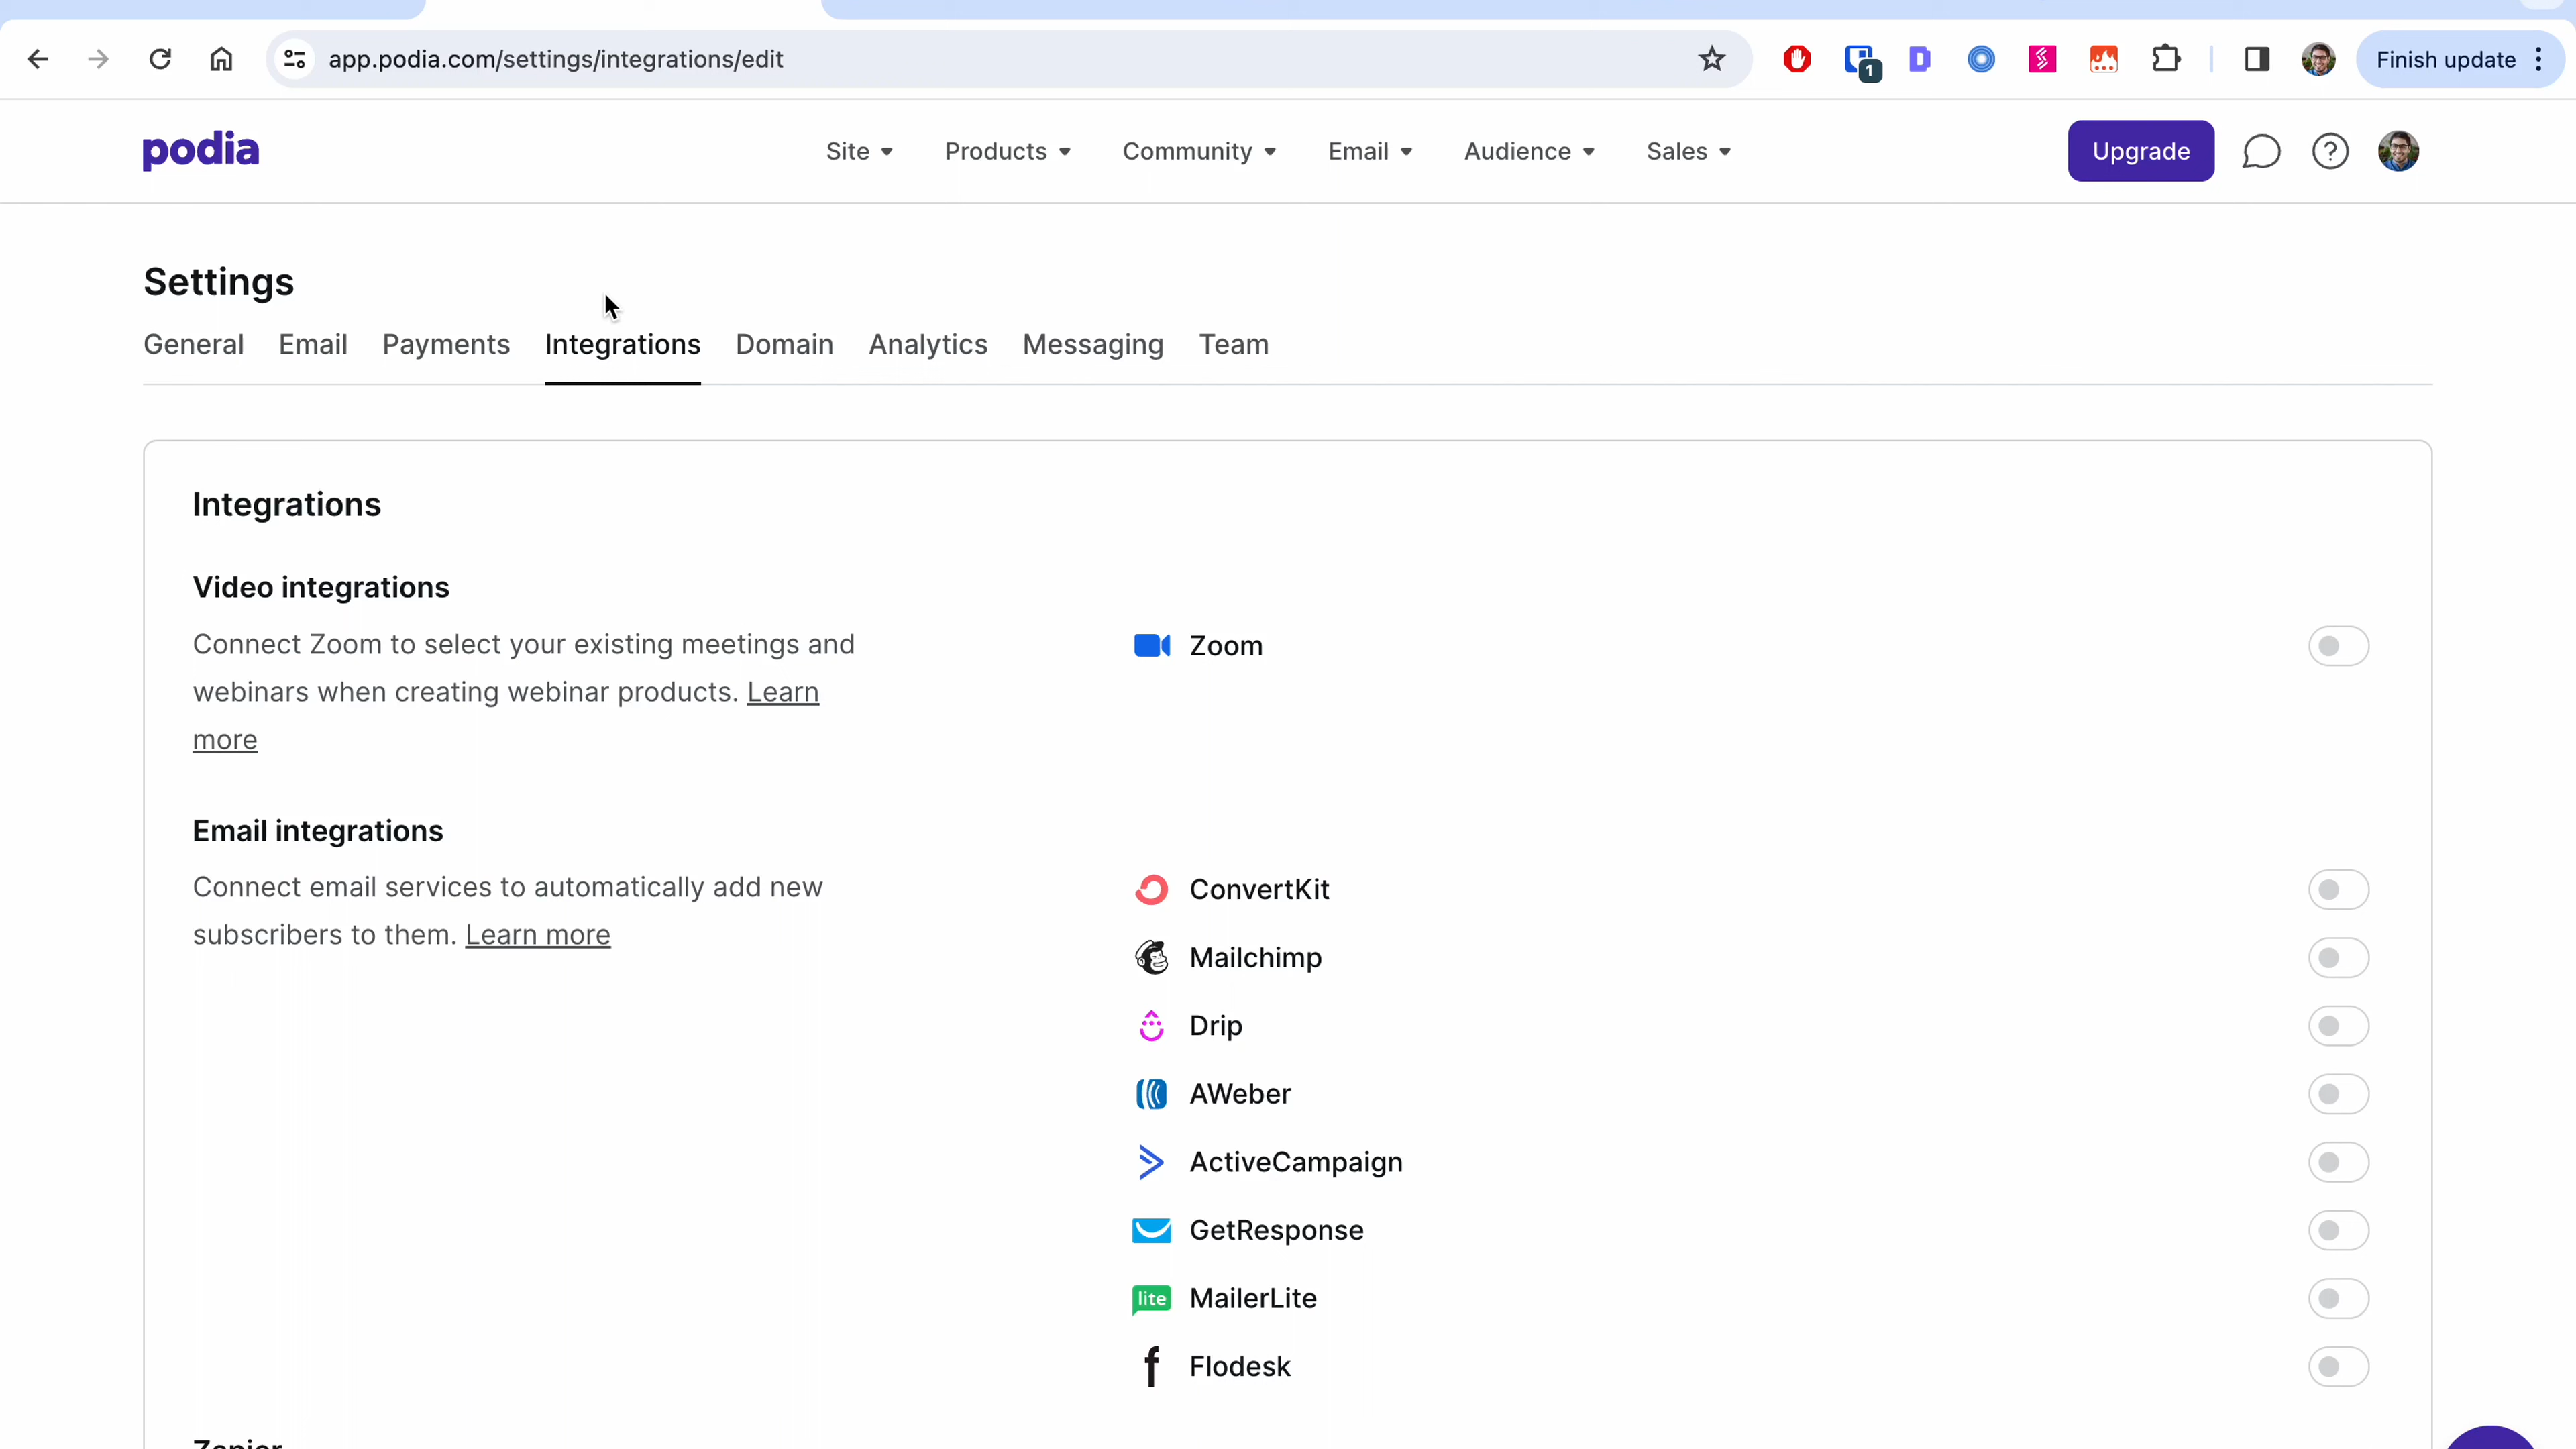 app.podia.com/settings/integrations/edit
1
D
Finish update
podia
Site
Products
Community
Email
Audience
Sales
Upgrade
?
Settings
General
Email
Payments
Integrations
Domain
Analytics
Messaging
Team
Integrations
Video integrations
Connect Zoom to select your existing meetings and
webinars when creating webinar products. Learn
more
Zoom
Email integrations
Connect email services to automatically add new
subscribers to them. Learn more
ConvertKit
Mailchimp
Drip
AWeber
ActiveCampaign
GetResponse
lite MailerLite
f Flodesk
Zapier